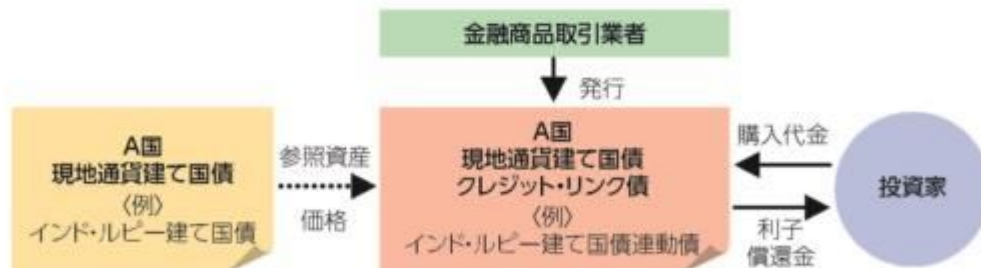 金融商品取引業者
発行
A国
現地通貨建て国債
〈例〉
インド・ルピー建て国債
参照資産
価格
A国
現地通貨建て国債
クレジット・リンク債
〈例〉
インド・ルピー建て国債連動債
購入代金
利子
償還金
投資家